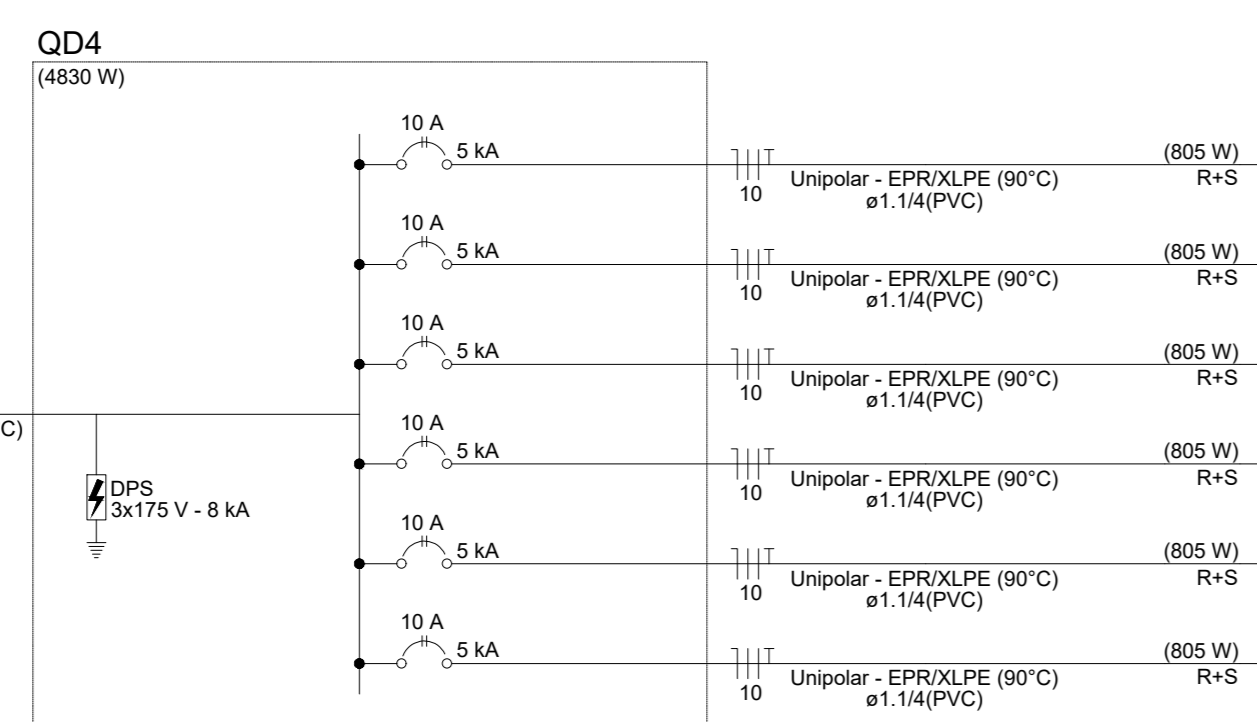 QD4
(4830 W)
10 A
5 kA
10
Unipolar - EPR/XLPE (90°C)
ø1.1/4(PVC)
(805 W)
R+S
10 A
5 kA
10
Unipolar - EPR/XLPE (90°C)
ø1.1/4(PVC)
(805 W)
R+S
10 A
5 kA
10
Unipolar - EPR/XLPE (90°C)
ø1.1/4(PVC)
(805 W)
R+S
C)
DPS
3x175 V - 8 kA
10 A
5 kA
10
Unipolar - EPR/XLPE (90°C)
ø1.1/4(PVC)
(805 W)
R+S
10 A
5 kA
10
Unipolar - EPR/XLPE (90°C)
ø1.1/4(PVC)
(805 W)
R+S
10 A
5 kA
10
Unipolar - EPR/XLPE (90°C)
ø1.1/4(PVC)
(805 W)
R+S